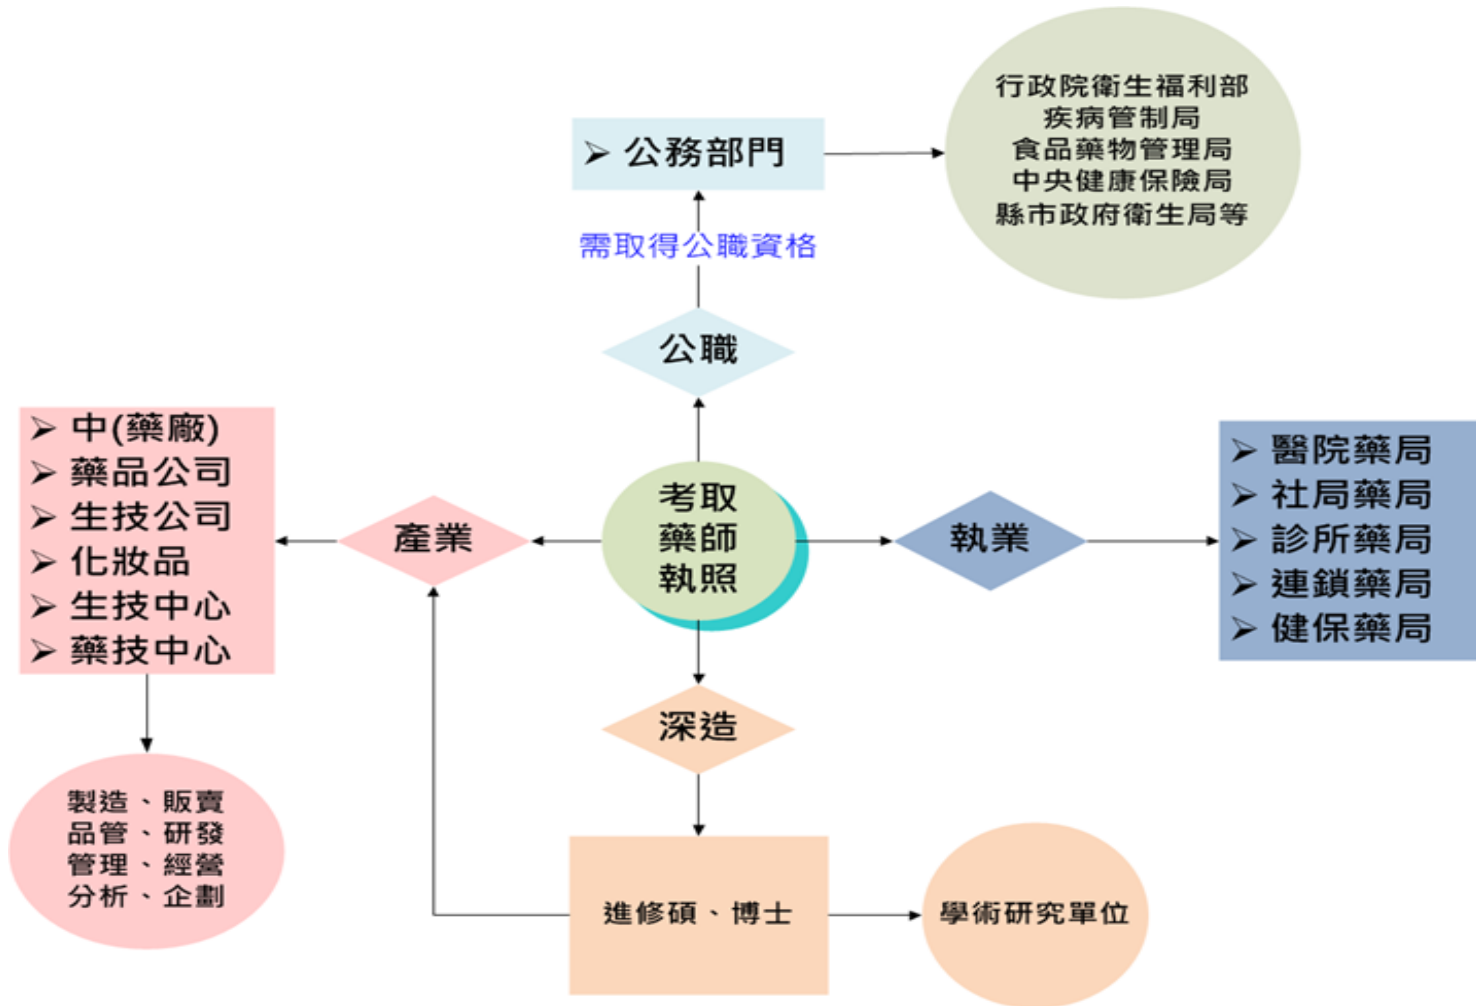 行政院衛生福利部
疾病管制局
食品藥物管理局
中央健康保險局
縣市政府衛生局等
➢ 公務部門
需取得公職資格
公職
➢ 中(藥廠)
➢ 藥品公司
➢ 生技公司
➢ 化妝品
➢ 生技中心
➢ 藥技中心
產業
考取
藥師
執照
執業
➢ 醫院藥局
➢ 社局藥局
➢ 診所藥局
➢ 連鎖藥局
➢ 健保藥局
深造
製造、販賣
品管、研發
管理、經營
分析、企劃
進修碩、博士
學術研究單位